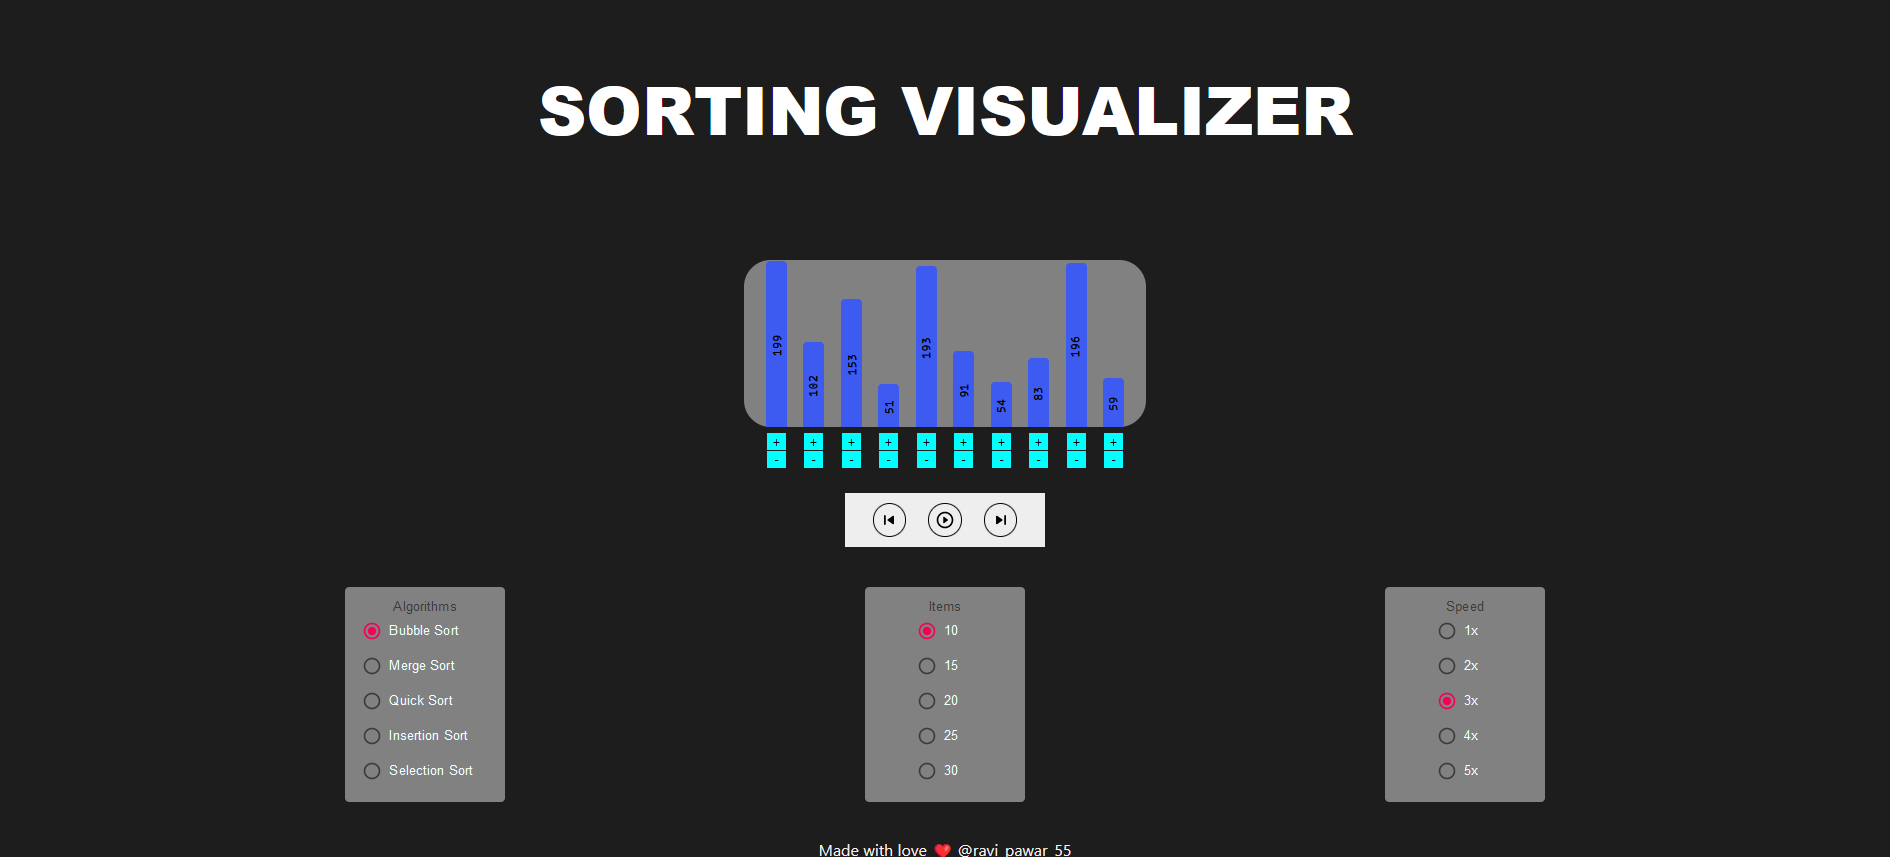 SORTING VISUALIZER
199 102 153 51 193 91 54 83 196 59
+ + + + + + + + + +
- - - - - - - - - -
Algorithms
Bubble Sort
Merge Sort
Quick Sort
Insertion Sort
Selection Sort
Items
10
15
20
25
30
Speed
1x
2x
3x
4x
5x
Made with love ❤️ @ravi_pawar_55